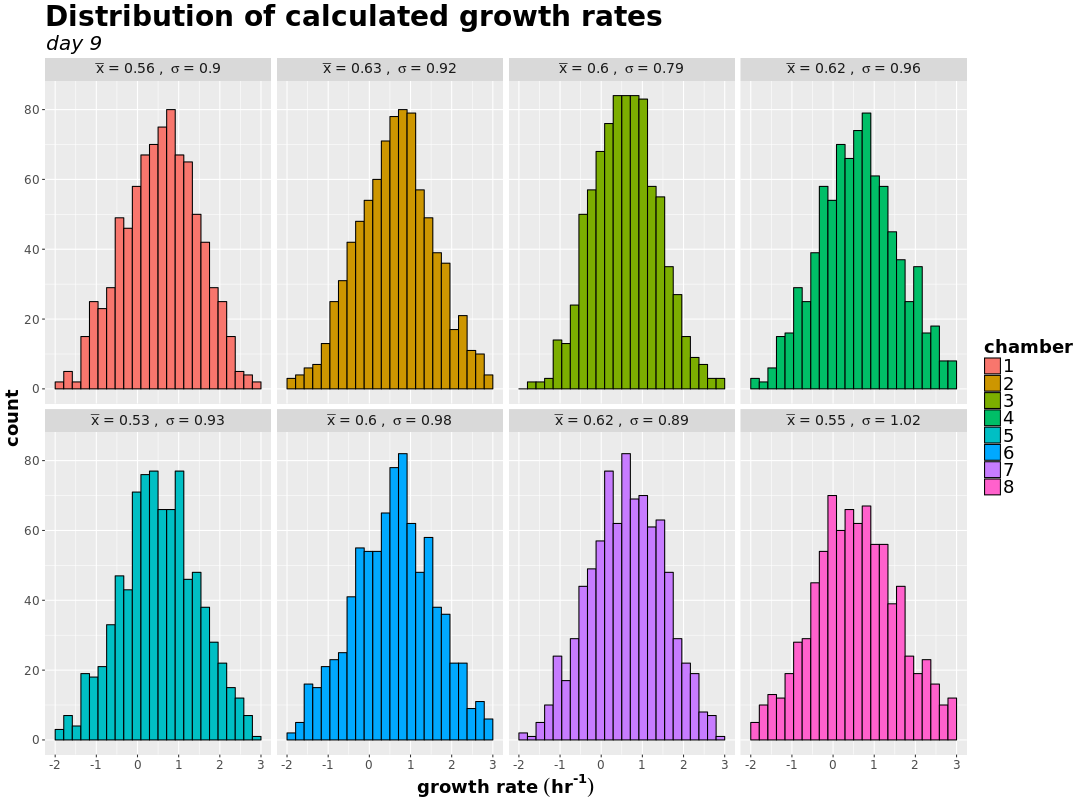 Distribution of calculated growth rates
day 9
x̅ = 0.56 , σ = 0.9
x̅ = 0.63 , σ = 0.92
x̅ = 0.6 , σ = 0.79
x̅ = 0.62 , σ = 0.96
80
60
40
20
0
x̅ = 0.53 , σ = 0.93
x̅ = 0.6 , σ = 0.98
x̅ = 0.62 , σ = 0.89
x̅ = 0.55 , σ = 1.02
80
60
40
20
0
-2 -1 0 1 2 3
-2 -1 0 1 2 3
-2 -1 0 1 2 3
-2 -1 0 1 2 3
count
growth rate (hr⁻¹)
chamber
1
2
3
4
5
6
7
8